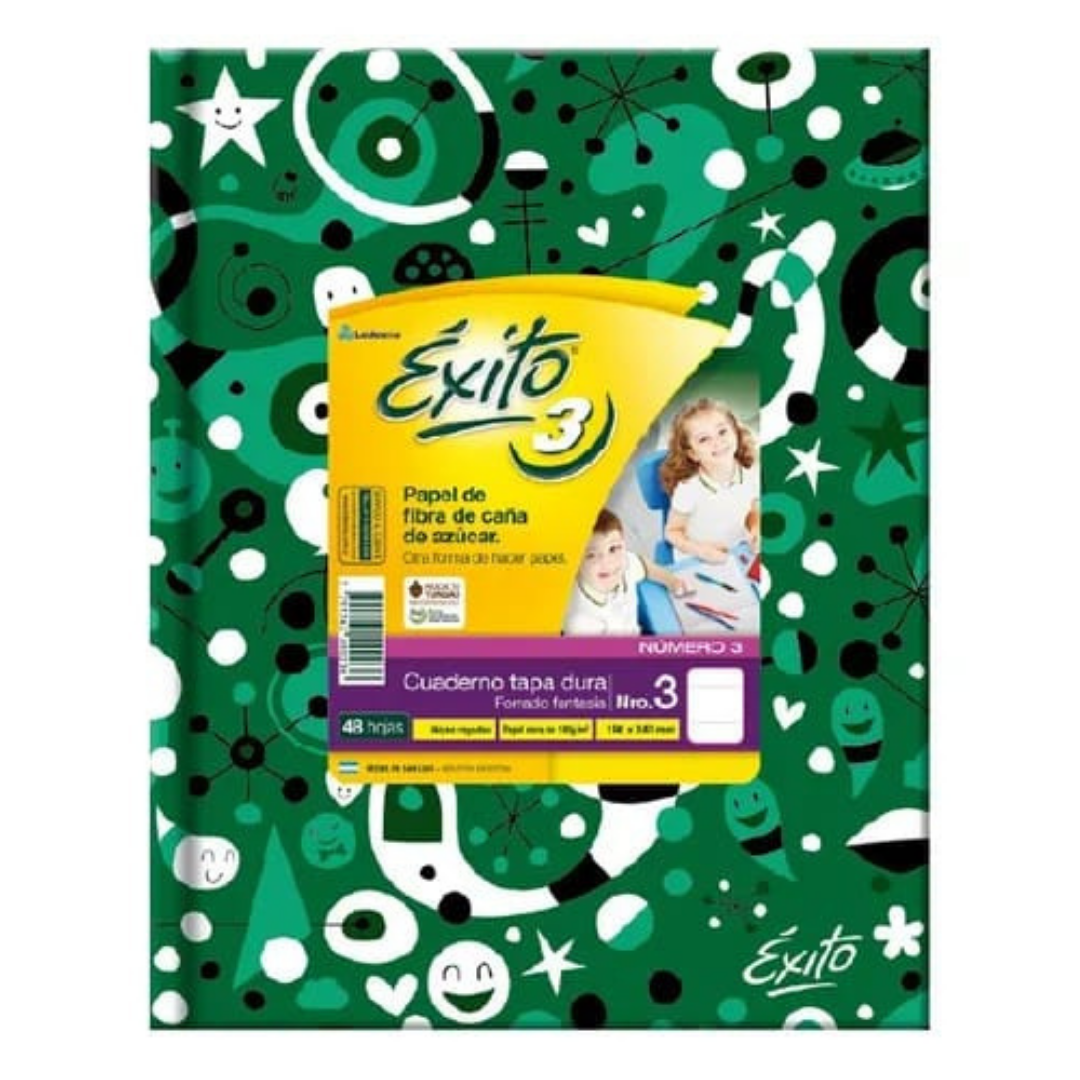 Ledesma
Éxito
3
Papel de
fibra de caña
de azúcar.
Otra forma de hacer papel.
NÚMERO 3
Cuaderno tapa dura
Forrado fantasía
Nro.3
48 hojas
Éxito